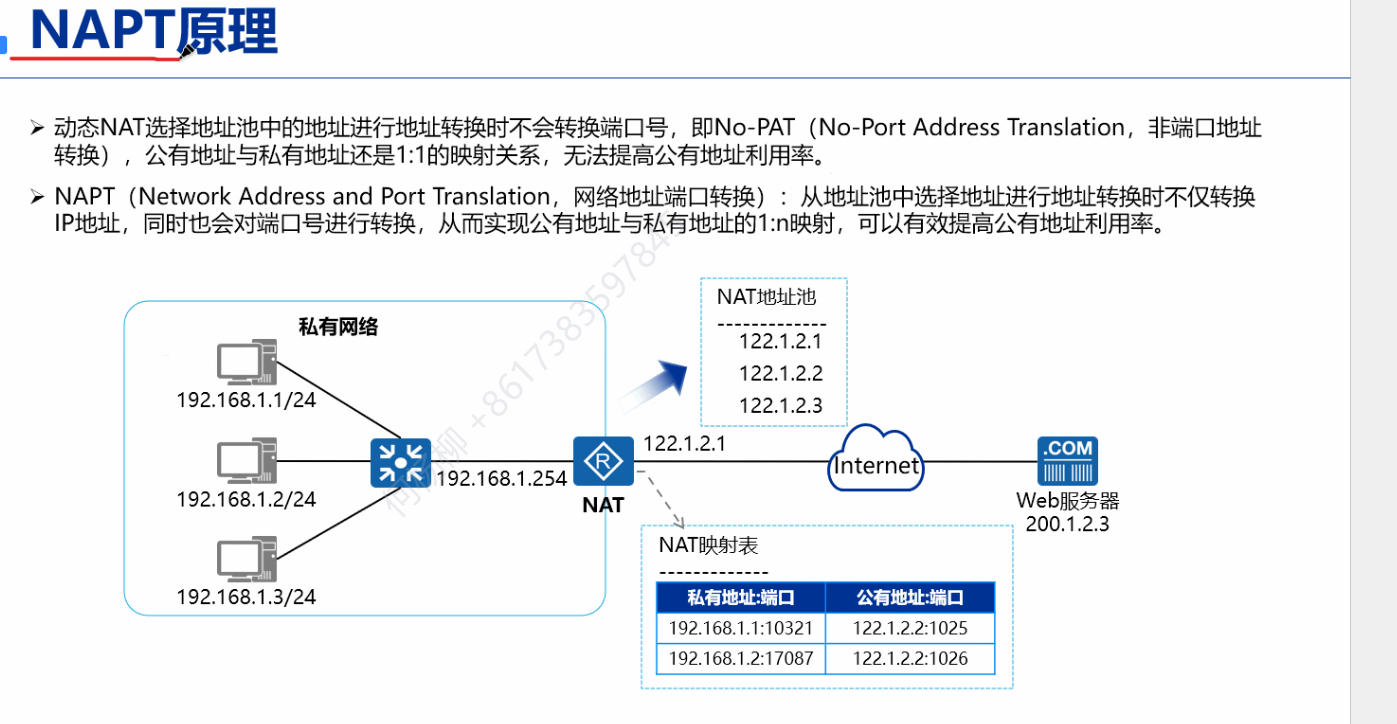 NAPT原理
动态NAT选择地址池中的地址进行地址转换时不会转换端口号，即No-PAT（No-Port Address Translation，非端口地址
转换），公有地址与私有地址还是1:1的映射关系，无法提高公有地址利用率。
NAPT（Network Address and Port Translation，网络地址端口转换）：从地址池中选择地址进行地址转换时不仅转换
IP地址，同时也会对端口号进行转换，从而实现公有地址与私有地址的1:n映射，可以有效提高公有地址利用率。
私有网络
192.168.1.1/24
192.168.1.2/24
192.168.1.3/24
192.168.1.254
R
NAT
122.1.2.1
NAT地址池
-------------
122.1.2.1
122.1.2.2
122.1.2.3
Internet
.COM
Web服务器
200.1.2.3
NAT映射表
-------------
私有地址:端口 公有地址:端口
192.168.1.1:10321 122.1.2.2:1025
192.168.1.2:17087 122.1.2.2:1026